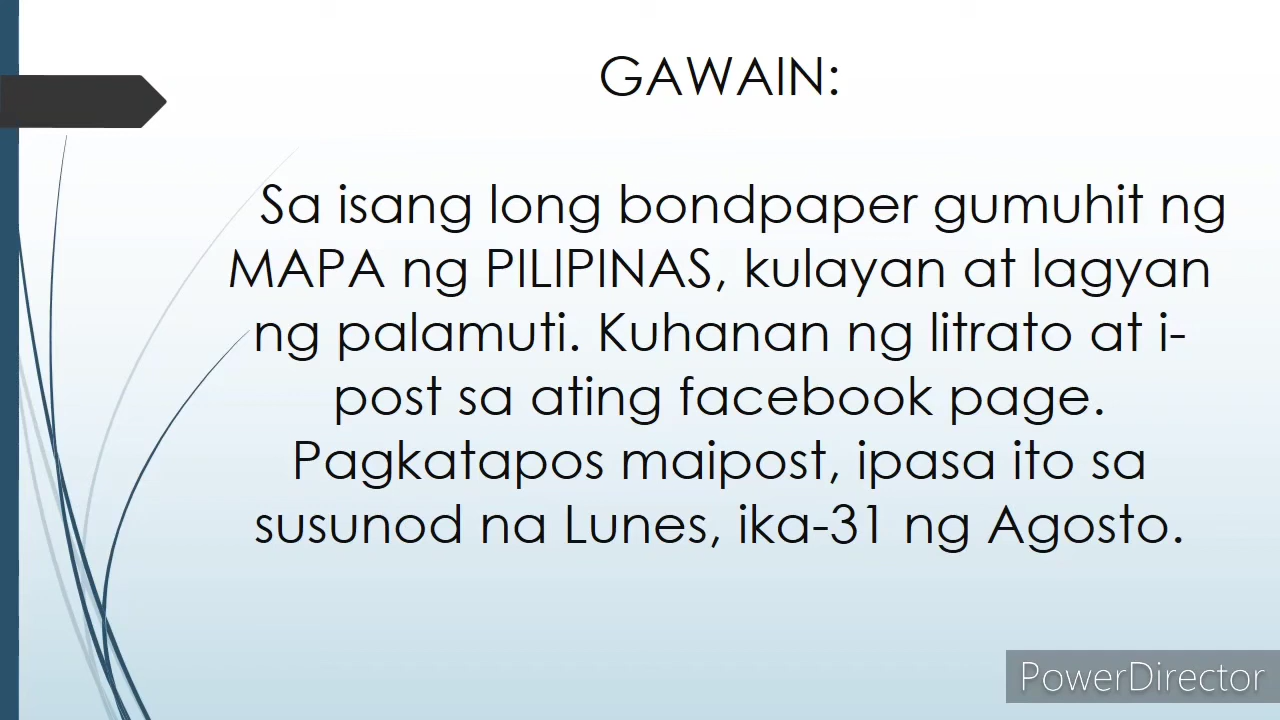 GAWAIN:
Sa isang long bondpaper gumuhit ng
MAPA ng PILIPINAS, kulayan at lagyan
ng palamuti. Kuhanan ng litrato at i-
post sa ating facebook page.
Pagkatapos maipost, ipasa ito sa
susunod na Lunes, ika-31 ng Agosto.
PowerDirector